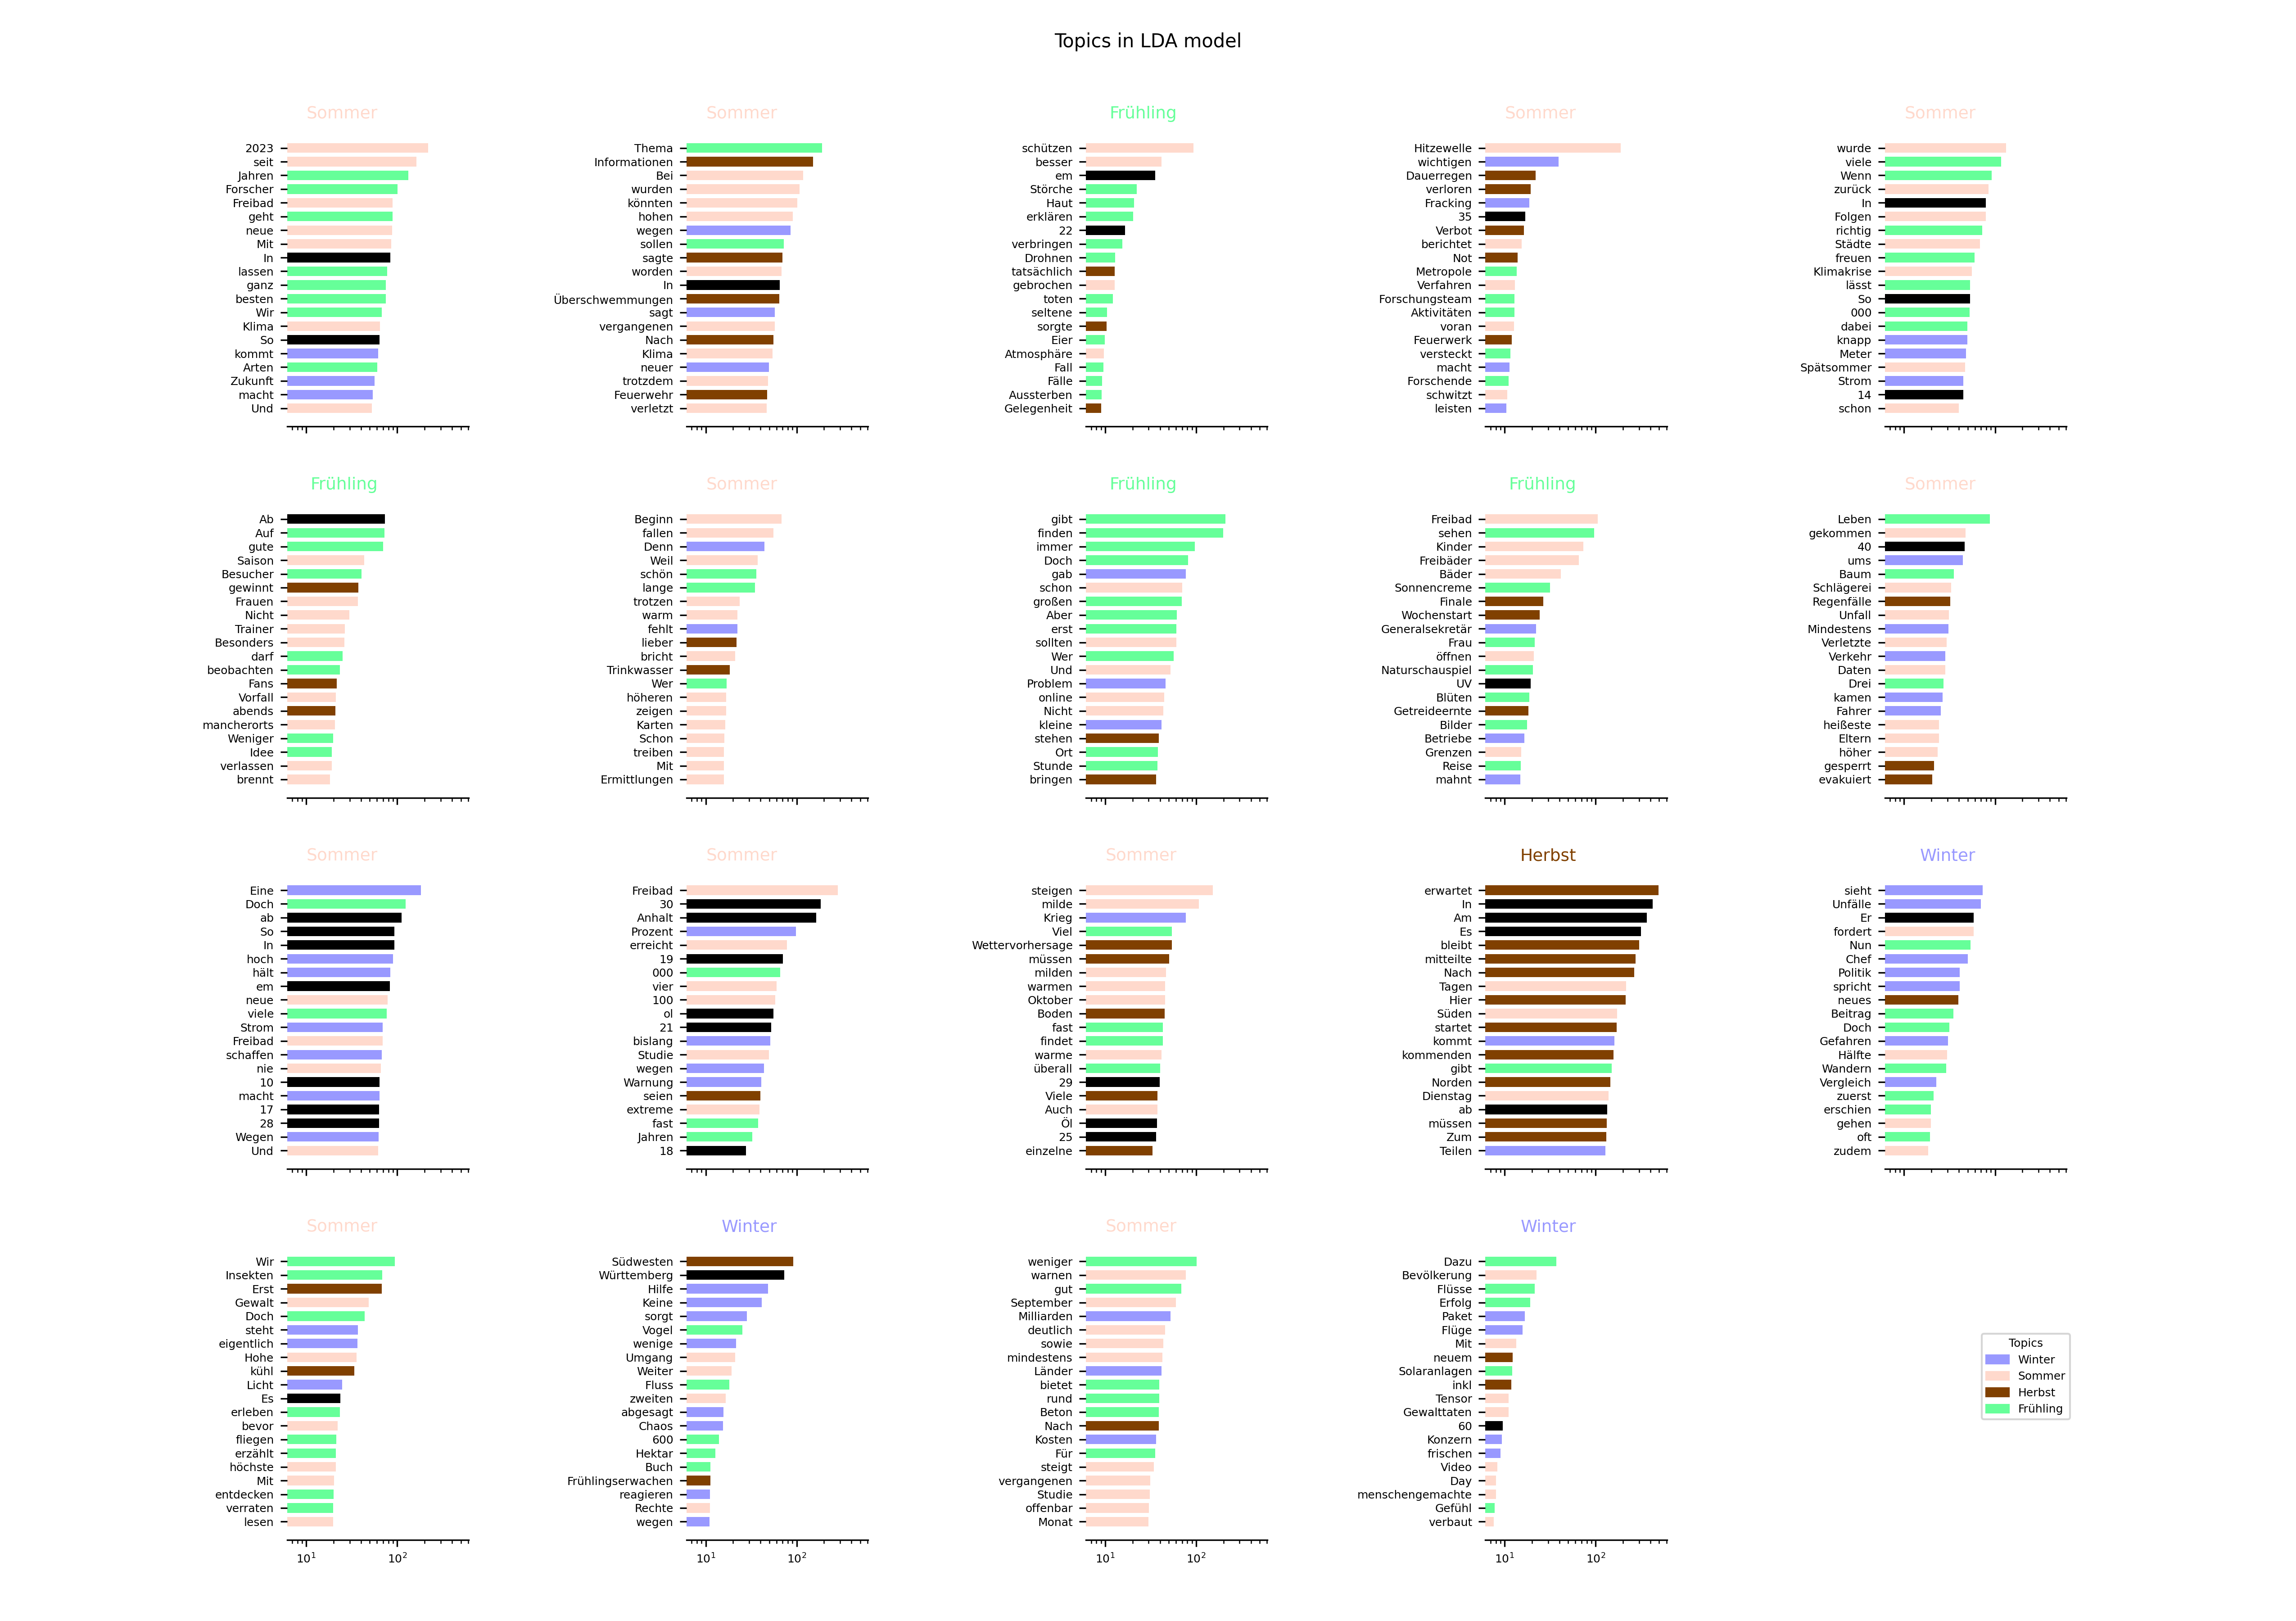 Topics in LDA model
Sommer
2023
seit
Jahren
Forscher
Freibad
geht
neue
Mit
In
lassen
ganz
besten
Wir
Klima
So
kommt
Arten
Zukunft
macht
Und
Sommer
Thema
Informationen
Bei
wurden
könnten
hohen
wegen
sollen
sagte
worden
In
Überschwemmungen
sagt
vergangenen
Nach
Klima
neuer
trotzdem
Feuerwehr
verletzt
Frühling
schützen
besser
em
Störche
Haut
erklären
22
verbringen
Drohnen
tatsächlich
gebrochen
toten
seltene
sorgte
Eier
Atmosphäre
Fall
Fälle
Aussterben
Gelegenheit
Sommer
Hitzewelle
wichtigen
Dauerregen
verloren
Fracking
35
Verbot
berichtet
Not
Metropole
Verfahren
Forschungsteam
Aktivitäten
voran
Feuerwerk
versteckt
macht
Forschende
schwitzt
leisten
Sommer
wurde
viele
Wenn
zurück
In
Folgen
richtig
Städte
freuen
Klimakrise
lässt
So
000
dabei
knapp
Meter
Spätsommer
Strom
14
schon
Frühling
Ab
Auf
gute
Saison
Besucher
gewinnt
Frauen
Nicht
Trainer
Besonders
darf
beobachten
Fans
Vorfall
abends
mancherorts
Weniger
Idee
verlassen
brennt
Sommer
Beginn
fallen
Denn
Weil
schön
lange
trotzen
warm
fehlt
lieber
bricht
Trinkwasser
Wer
höheren
zeigen
Karten
Schon
treiben
Mit
Ermittlungen
Frühling
gibt
finden
immer
Doch
gab
schon
großen
Aber
erst
sollten
Wer
Und
Problem
online
Nicht
kleine
stehen
Ort
Stunde
bringen
Frühling
Freibad
sehen
Kinder
Freibäder
Bäder
Sonnencreme
Finale
Wochenstart
Generalsekretär
Frau
öffnen
Naturschauspiel
UV
Blüten
Getreideernte
Bilder
Betriebe
Grenzen
Reise
mahnt
Sommer
Leben
gekommen
40
ums
Baum
Schlägerei
Regenfälle
Unfall
Mindestens
Verletzte
Verkehr
Daten
Drei
kamen
Fahrer
heißeste
Eltern
höher
gesperrt
evakuiert
Sommer
Eine
Doch
ab
So
In
hoch
hält
em
neue
viele
Strom
Freibad
schaffen
nie
10
macht
17
28
Wegen
Und
Sommer
Freibad
30
Anhalt
Prozent
erreicht
19
000
vier
100
ol
21
bislang
Studie
wegen
Warnung
seien
extreme
fast
Jahren
18
Sommer
steigen
milde
Krieg
Viel
Wettervorhersage
müssen
milden
warmen
Oktober
Boden
fast
findet
warme
überall
29
Viele
Auch
Öl
25
einzelne
Herbst
erwartet
In
Am
Es
bleibt
mitteilte
Nach
Tagen
Hier
Süden
startet
kommt
kommenden
gibt
Norden
Dienstag
ab
müssen
Zum
Teilen
Winter
sieht
Unfälle
Er
fordert
Nun
Chef
Politik
spricht
neues
Beitrag
Doch
Gefahren
Hälfte
Wandern
Vergleich
zuerst
erschien
gehen
oft
zudem
Sommer
Wir
Insekten
Erst
Gewalt
Doch
steht
eigentlich
Hohe
kühl
Licht
Es
erleben
bevor
fliegen
erzählt
höchste
Mit
entdecken
verraten
lesen
10¹ 10²
Winter
Südwesten
Württemberg
Hilfe
Keine
sorgt
Vogel
wenige
Umgang
Weiter
Fluss
zweiten
abgesagt
Chaos
600
Hektar
Buch
Frühlingserwachen
reagieren
Rechte
wegen
10¹ 10²
Sommer
weniger
warnen
gut
September
Milliarden
deutlich
sowie
mindestens
Länder
bietet
rund
Beton
Nach
Kosten
Für
steigt
vergangenen
Studie
offenbar
Monat
10¹ 10²
Winter
Dazu
Bevölkerung
Flüsse
Erfolg
Paket
Flüge
Mit
neuem
Solaranlagen
inkl
Tensor
Gewalttaten
60
Konzern
frischen
Video
Day
menschengemachte
Gefühl
verbaut
10¹ 10²
Topics
Winter
Sommer
Herbst
Frühling